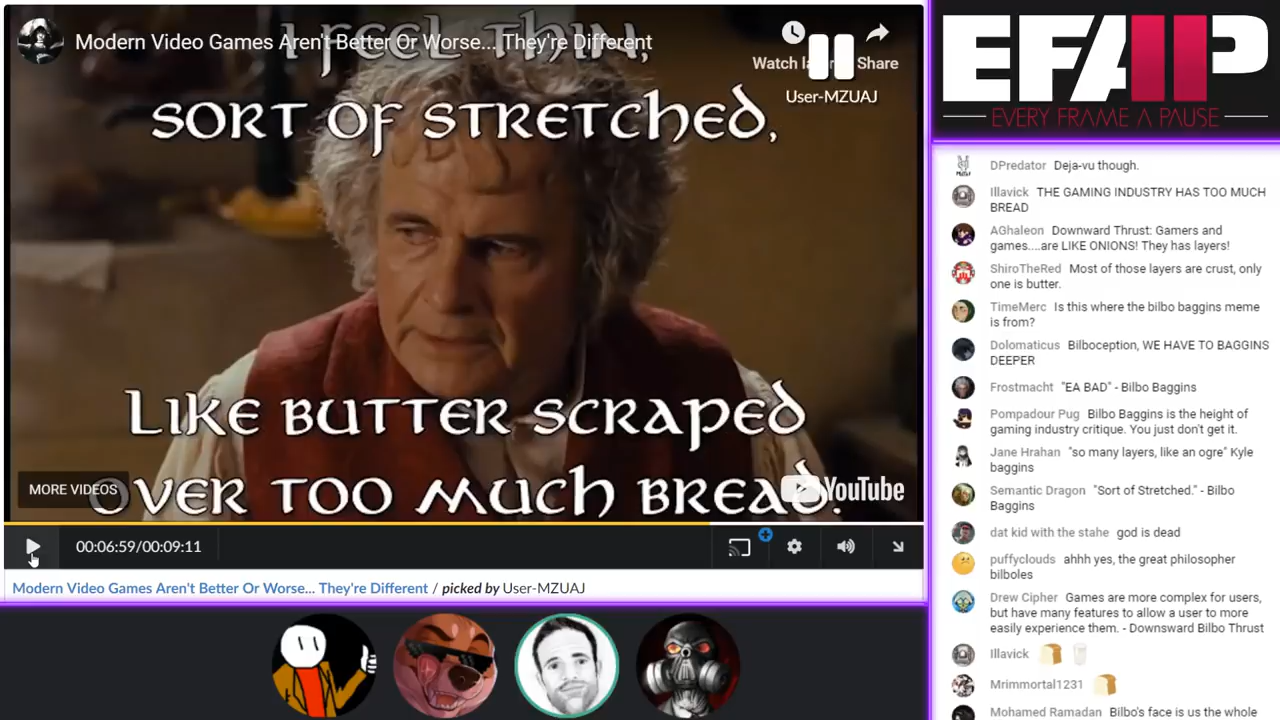 I FEEL THIN,
Modern Video Games Aren't Better Or Worse... They're Different
Watch la
Share
User-MZUAJ
SORT OF STRETCHED,
LIKE BUTTER SCRAPED
OVER TOO MUCH BREAD.
MORE VIDEOS
YouTube
00:06:59/00:09:11
Modern Video Games Aren't Better Or Worse... They're Different / picked by User-MZUAJ
EFAP
EVERY FRAME A PAUSE
DPredator Deja-vu though.
Illavick THE GAMING INDUSTRY HAS TOO MUCH
BREAD
AGhaleon Downward Thrust: Gamers and
games....are LIKE ONIONS! They has layers!
ShiroTheRed Most of those layers are crust, only
one is butter.
TimeMerc Is this where the bilbo baggins meme
is from?
Dolomaticus Bilboception, WE HAVE TO BAGGINS
DEEPER
Frostmacht "EA BAD" - Bilbo Baggins
Pompadour Pug Bilbo Baggins is the height of
gaming industry critique. You just don't get it.
Jane Hrahan "so many layers, like an ogre" Kyle
baggins
Semantic Dragon "Sort of Stretched." - Bilbo
Baggins
dat kid with the stahe god is dead
puffyclouds ahhh yes, the great philosopher
bilboles
Drew Cipher Games are more complex for users,
but have many features to allow a user to more
easily experience them. - Downsward Bilbo Thrust
Illavick
Mrimmortal1231
Mohamed Ramadan Bilbo's face is us the whole